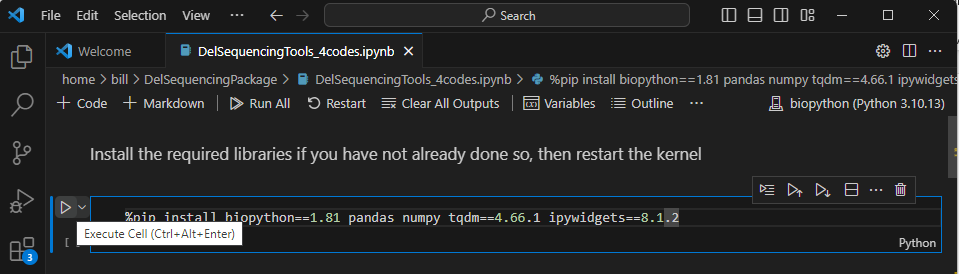 File Edit Selection View Go ··· Search
Welcome DelSequencingTools_4codes.ipynb
home > bill > DelSequencingPackage > DelSequencingTools_4codes.ipynb > %pip install biopython==1.81 pandas numpy tqdm==4.66.1 ipywidgets
+ Code + Markdown Run All Restart Clear All Outputs Variables Outline ··· biopython (Python 3.10.13)
Install the required libraries if you have not already done so, then restart the kernel
%pip install biopython==1.81 pandas numpy tqdm==4.66.1 ipywidgets==8.1.2
Execute Cell (Ctrl+Alt+Enter)
[ ]
Python
3